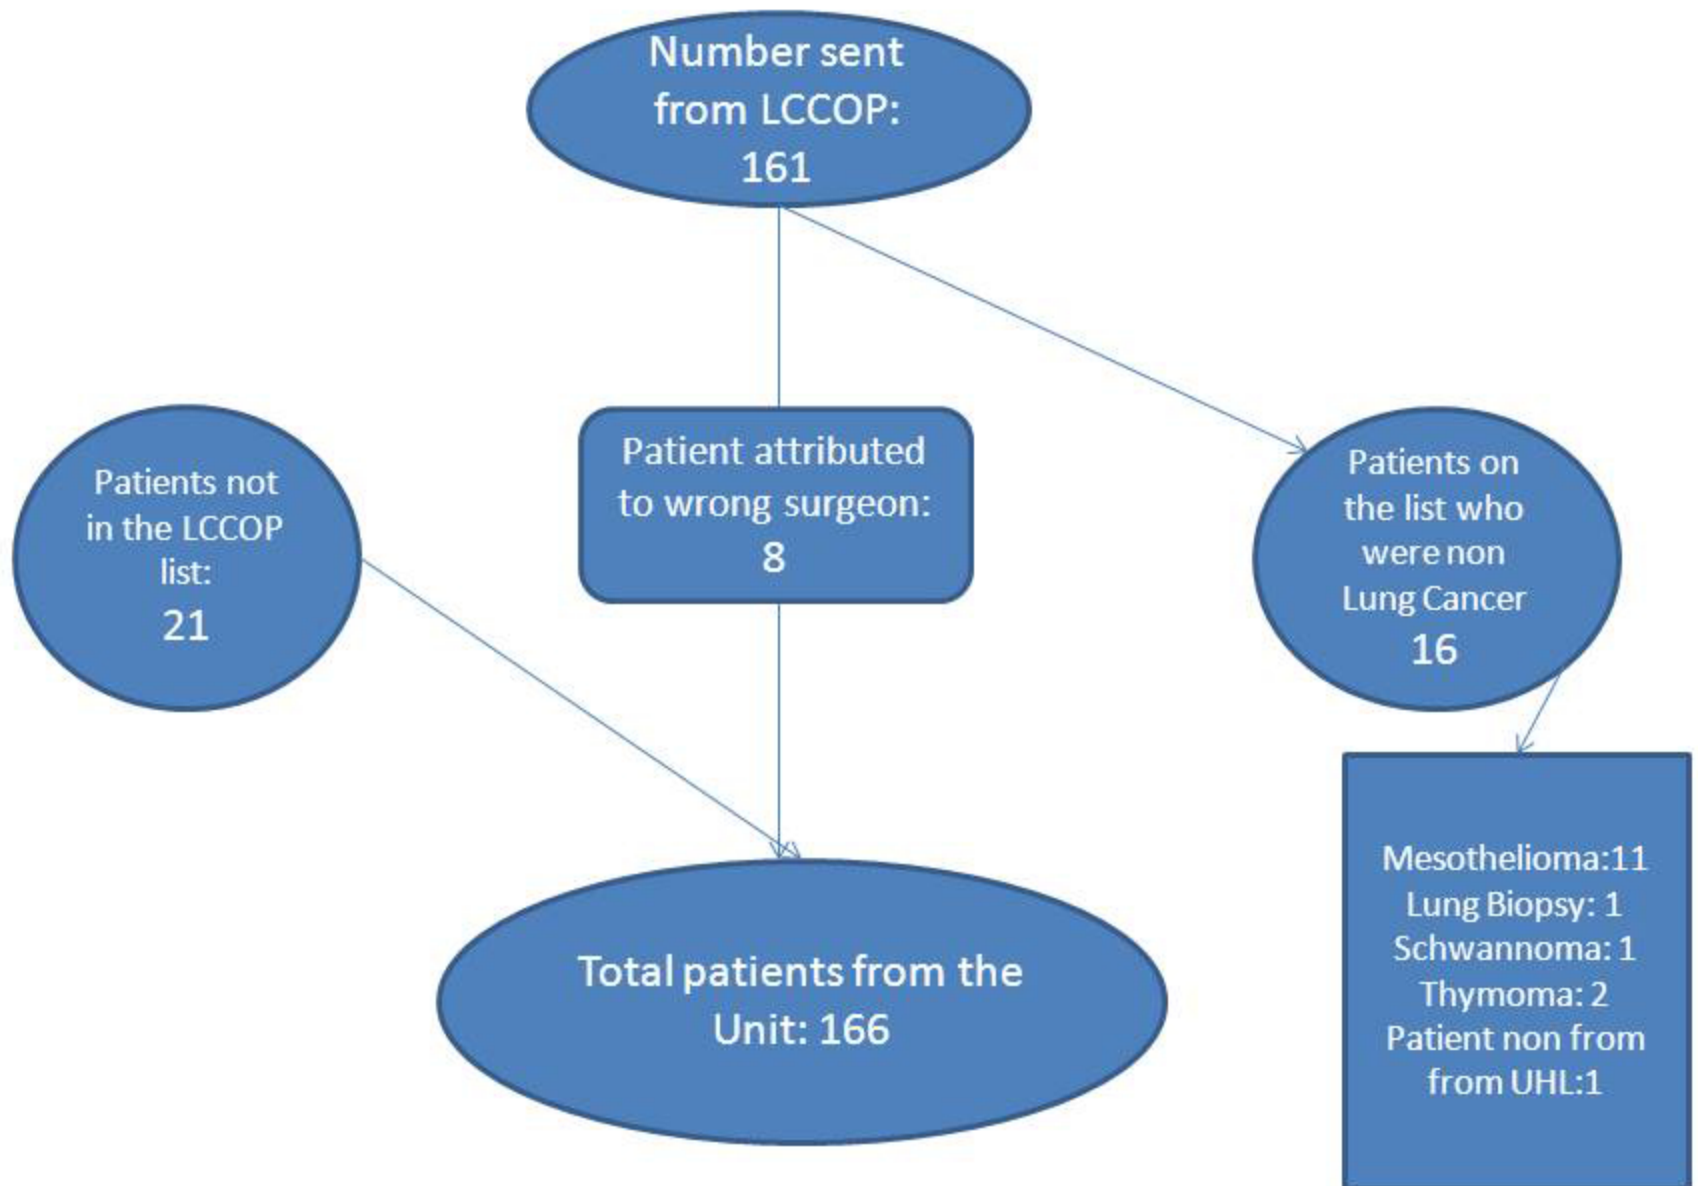 Number sent
from LCCOP:
161
Patients not
in the LCCOP
list:
21
Patient attributed
to wrong surgeon:
8
Patients on
the list who
were non
Lung Cancer
16
Total patients from the
Unit: 166
Mesothelioma:11
Lung Biopsy: 1
Schwannoma: 1
Thymoma: 2
Patient non from
from UHL:1